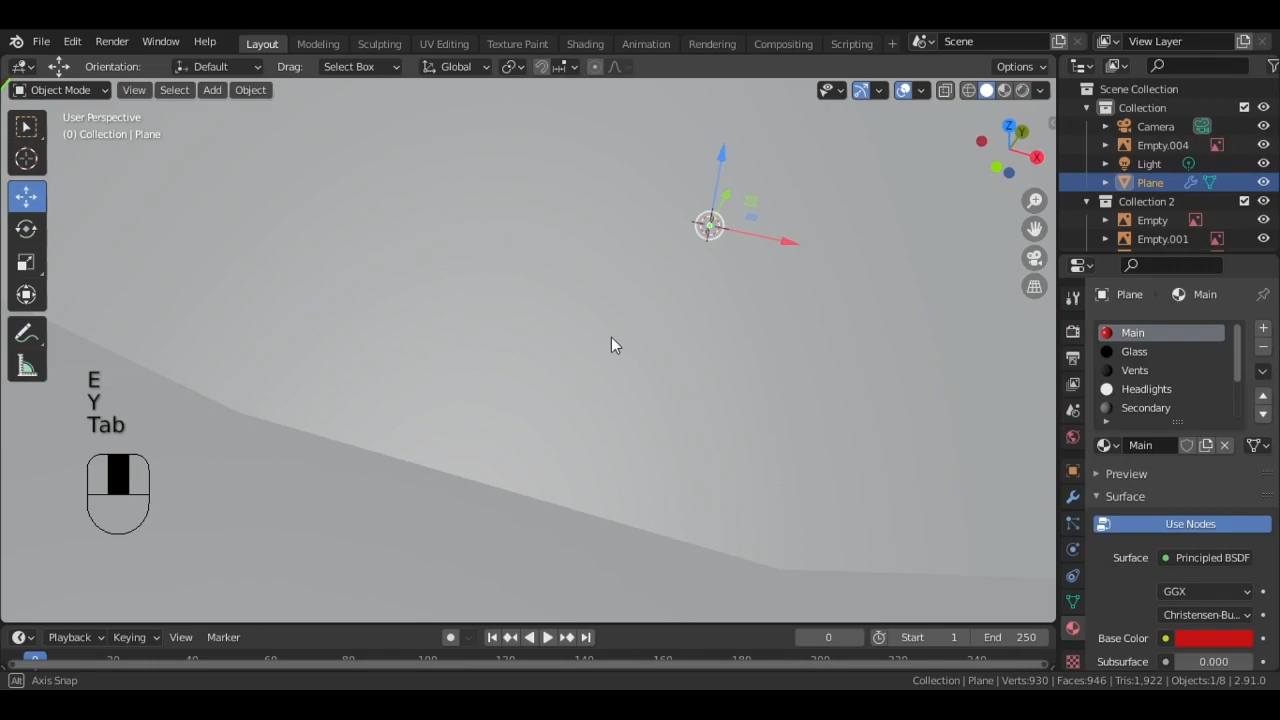 File Edit Render Window Help Layout Modeling Sculpting UV Editing Texture Paint Shading Animation Rendering Compositing Scripting + Scene View Layer
Orientation: Default Drag: Select Box Global Options
Object Mode View Select Add Object
User Perspective
(0) Collection | Plane
Z
Y
X
Scene Collection
Collection
Camera
Empty.004
Light
Plane
Collection 2
Empty
Empty.001
Plane Main
Main
Glass
Vents
Headlights
Secondary
Main
Preview
Surface
Use Nodes
Surface Principled BSDF
GGX
Christensen-Bu...
Base Color
Subsurface 0.000
E
Y
Tab
Playback Keying View Marker 0 Start 1 End 250
0
Alt Axis Snap Collection | Plane | Verts:930 | Faces:946 | Tris:1,922 | Objects:1/8 | 2.91.0